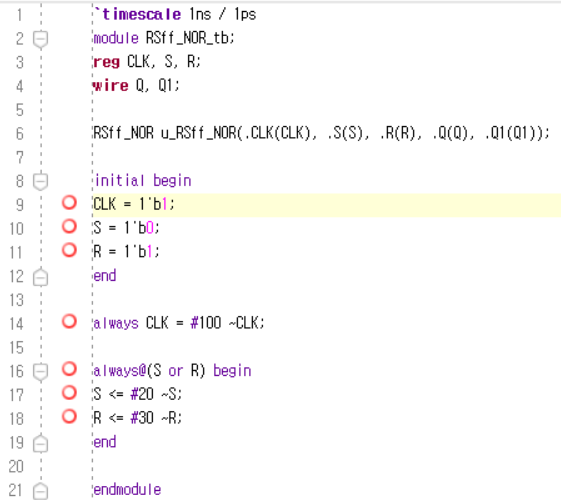 1 `timescale 1ns / 1ps
2 module RSff_NOR_tb;
3 reg CLK, S, R;
4 wire Q, Q1;
5
6 RSff_NOR u_RSff_NOR(.CLK(CLK), .S(S), .R(R), .Q(Q), .Q1(Q1));
7
8 initial begin
9 CLK = 1'b1;
10 S = 1'b0;
11 R = 1'b1;
12 end
13
14 always CLK = #100 ~CLK;
15
16 always@(S or R) begin
17 S <= #20 ~S;
18 R <= #30 ~R;
19 end
20
21 endmodule